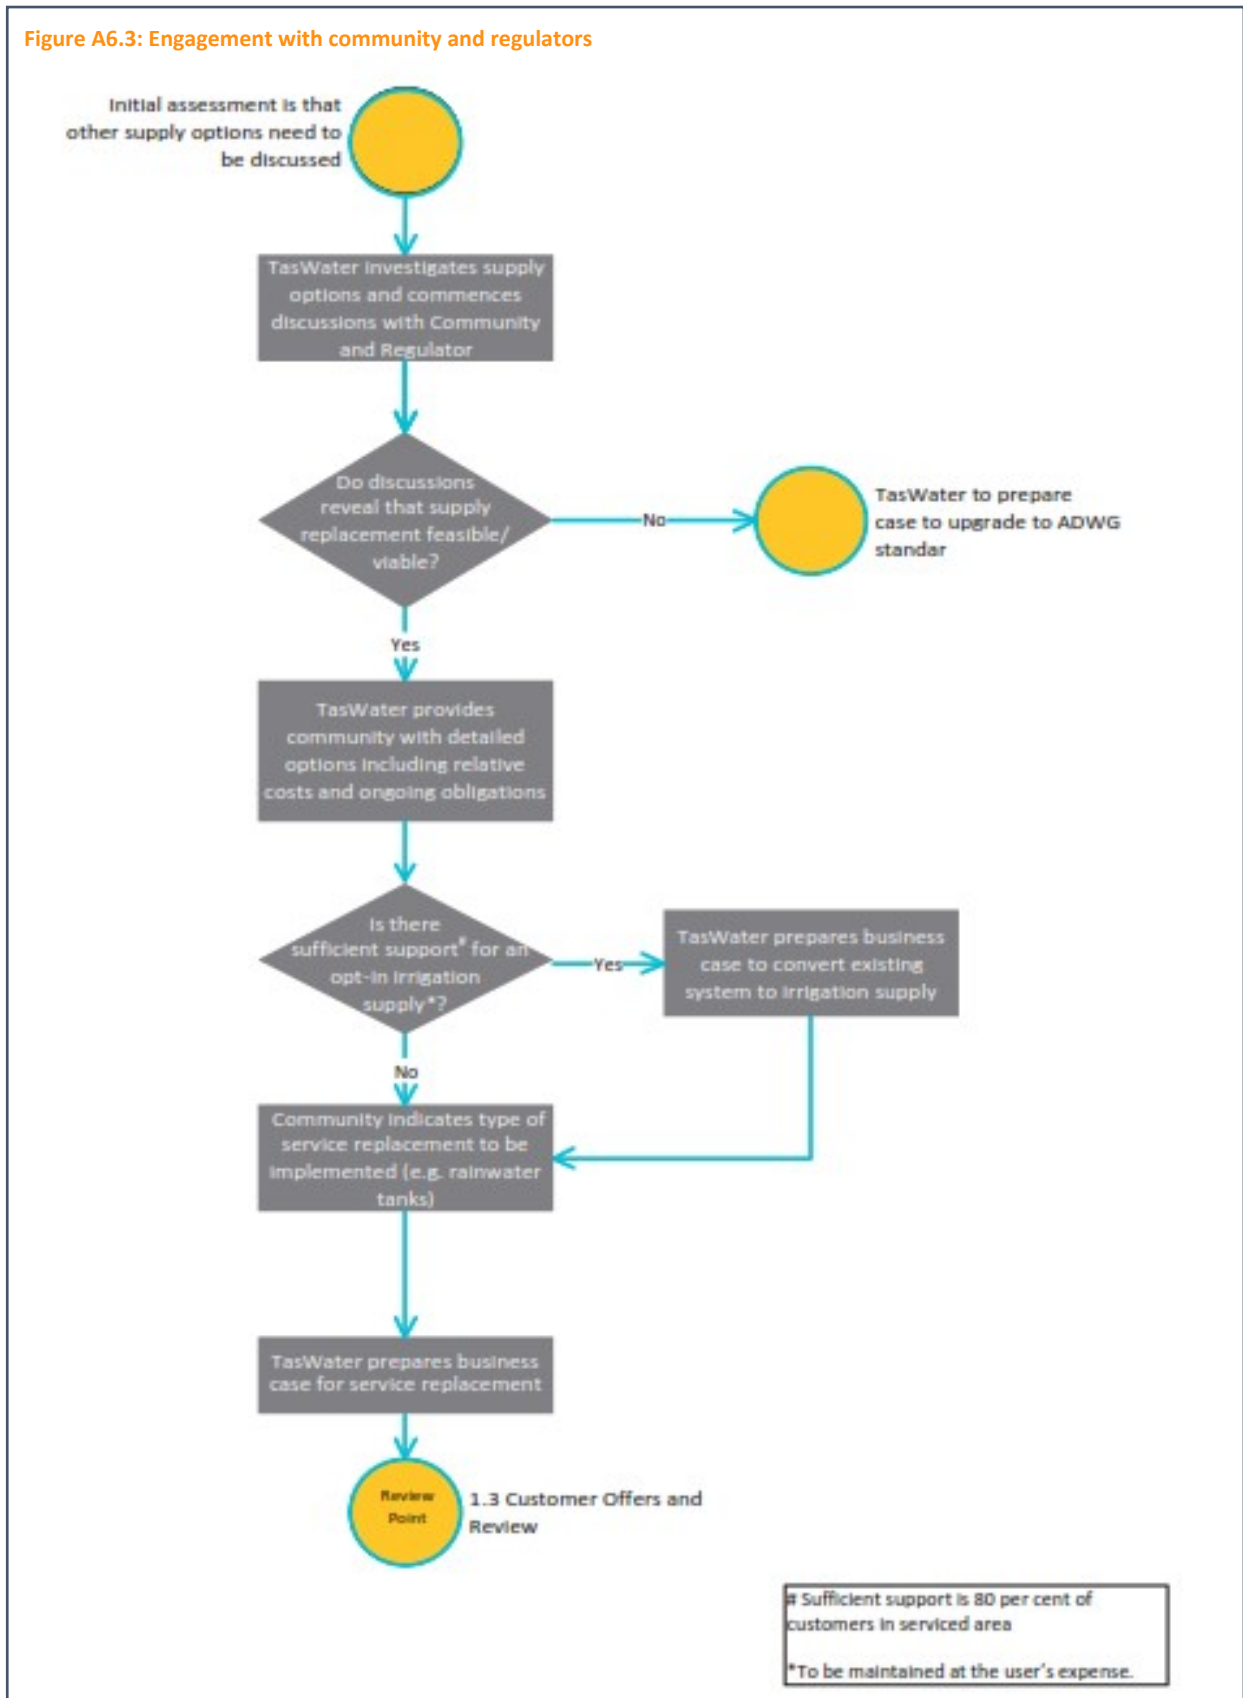 Figure A6.3: Engagement with community and regulators
Initial assessment is that
other supply options need to
be discussed
TasWater investigates supply
options and commences
discussions with Community
and Regulator
Do discussions
reveal that supply
replacement feasible/
viable?
No
TasWater to prepare
case to upgrade to ADWG
standar
Yes
TasWater provides
community with detailed
options including relative
costs and ongoing obligations
Is there
sufficient support# for an
opt-in irrigation
supply*?
Yes
TasWater prepares business
case to convert existing
system to irrigation supply
No
Community indicates type of
service replacement to be
implemented (e.g. rainwater
tanks)
TasWater prepares business
case for service replacement
Review
Point
1.3 Customer Offers and
Review
# Sufficient support is 80 per cent of
customers in serviced area
*To be maintained at the user's expense.